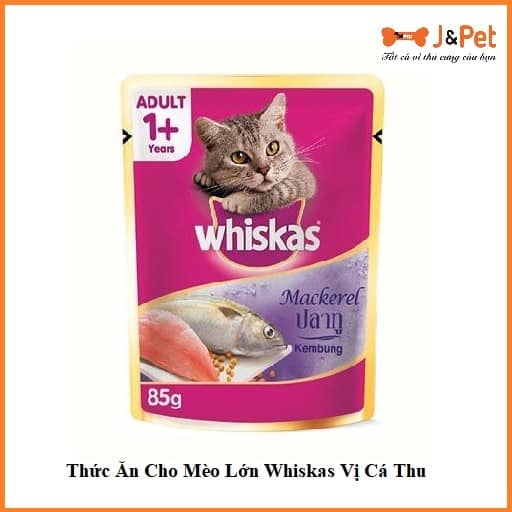 J&Pet
Tất cả vì thú cưng của bạn
ADULT
1+
Years
whiskas
Mackerel
ปลาทู
Kembung
85g
Thức Ăn Cho Mèo Lớn Whiskas Vị Cá Thu